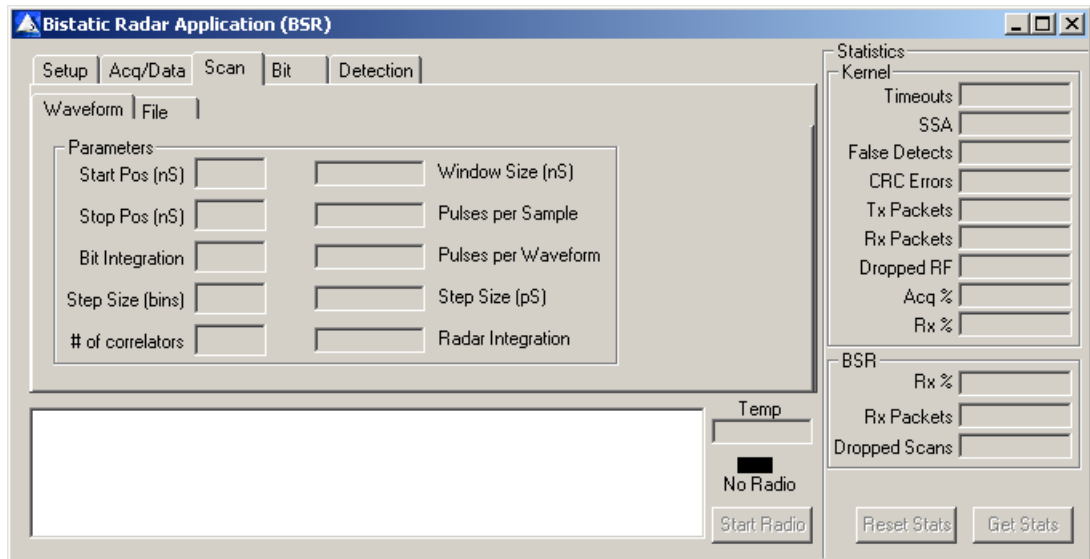 Bistatic Radar Application (BSR)
Setup Acq/Data Scan Bit Detection
Waveform File
Parameters
Start Pos (nS) Window Size (nS)
Stop Pos (nS) Pulses per Sample
Bit Integration Pulses per Waveform
Step Size (bins) Step Size (pS)
# of correlators Radar Integration
Temp
No Radio
Start Radio
Statistics
Kernel
Timeouts
SSA
False Detects
CRC Errors
Tx Packets
Rx Packets
Dropped RF
Acq %
Rx %
BSR
Rx %
Rx Packets
Dropped Scans
Reset Stats Get Stats